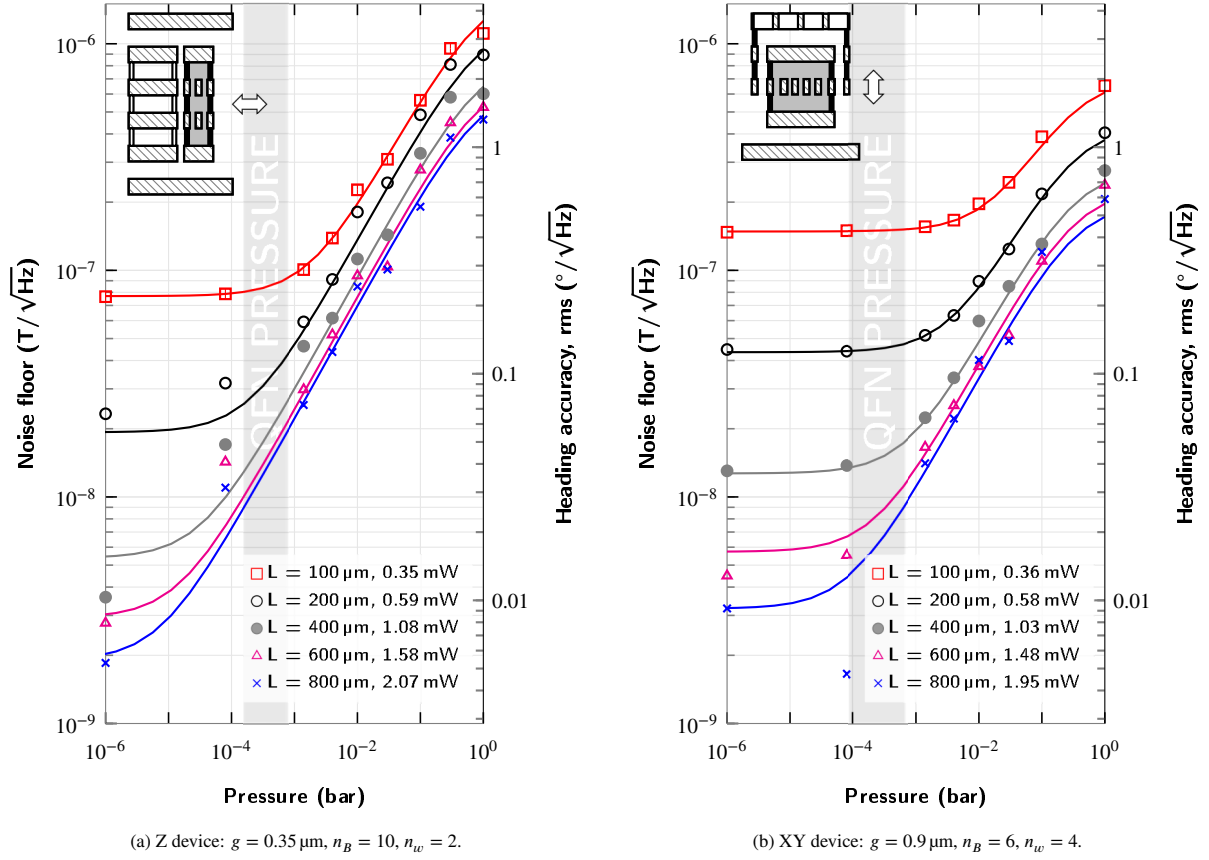 10⁻⁶
10⁻⁷
10⁻⁸
10⁻⁹
Noise floor (T/√Hz)
10⁻⁶
10⁻⁴
10⁻²
10⁰
Pressure (bar)
1
0.1
0.01
Heading accuracy, rms (°/√Hz)
QFN PRESSURE
L = 100 µm, 0.35 mW
L = 200 µm, 0.59 mW
L = 400 µm, 1.08 mW
L = 600 µm, 1.58 mW
L = 800 µm, 2.07 mW
(a) Z device: g = 0.35 µm, n_B = 10, n_w = 2.
10⁻⁶
10⁻⁷
10⁻⁸
10⁻⁹
Noise floor (T/√Hz)
10⁻⁶
10⁻⁴
10⁻²
10⁰
Pressure (bar)
1
0.1
0.01
Heading accuracy, rms (°/√Hz)
QFN PRESSURE
L = 100 µm, 0.36 mW
L = 200 µm, 0.58 mW
L = 400 µm, 1.03 mW
L = 600 µm, 1.48 mW
L = 800 µm, 1.95 mW
(b) XY device: g = 0.9 µm, n_B = 6, n_w = 4.